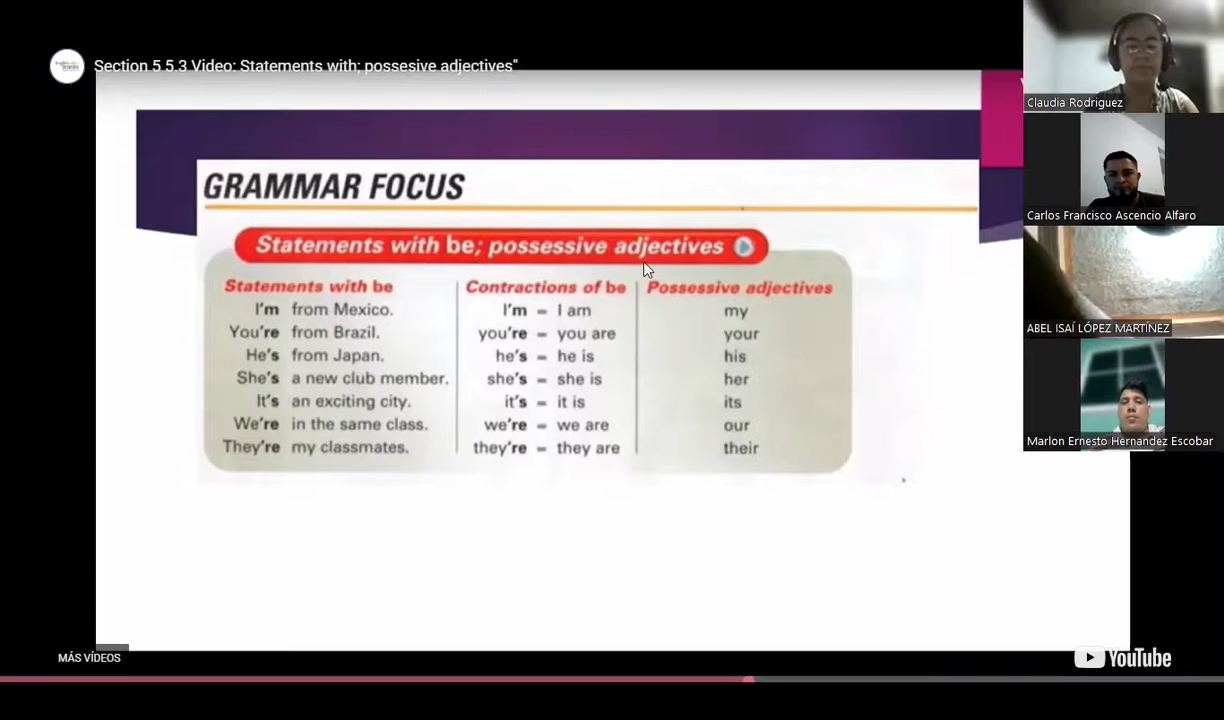 Section 5 5.3 Video: Statements with; possesive adjectives"
GRAMMAR FOCUS
Statements with be; possessive adjectives
Statements with be Contractions of be Possessive adjectives
I'm from Mexico. I'm = I am my
You're from Brazil. you're = you are your
He's from Japan. he's = he is his
She's a new club member. she's = she is her
It's an exciting city. it's = it is its
We're in the same class. we're = we are our
They're my classmates. they're = they are their
MÁS VÍDEOS
YouTube
Claudia Rodriguez
Carlos Francisco Ascencio Alfaro
ABEL ISAÍ LÓPEZ MARTÍNEZ
Marlon Ernesto Hernandez Escobar